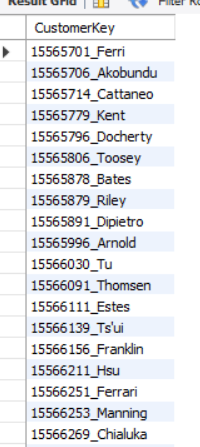 Result Grid Filter Ro
CustomerKey
15565701_Ferri
15565706_Akobundu
15565714_Cattaneo
15565779_Kent
15565796_Docherty
15565806_Toosey
15565878_Bates
15565879_Riley
15565891_Dipietro
15565996_Arnold
15566030_Tu
15566091_Thomsen
15566111_Estes
15566139_Ts'ui
15566156_Franklin
15566211_Hsu
15566251_Ferrari
15566253_Manning
15566269_Chialuka